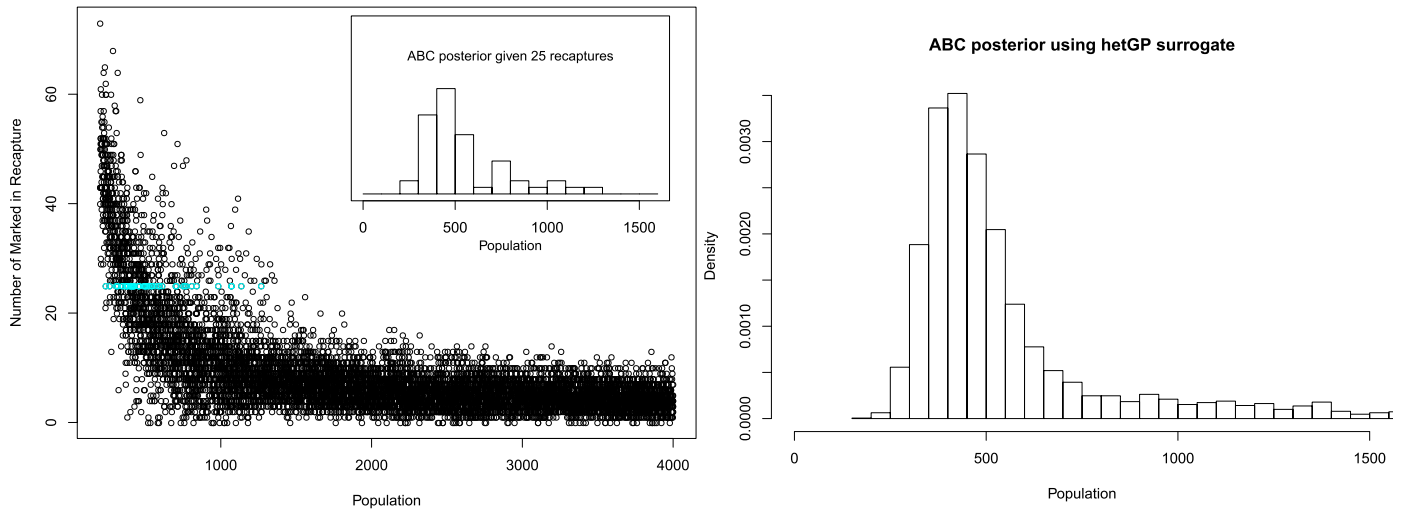 ABC posterior given 25 recaptures
0 500 1000 1500
Population
Number of Marked in Recapture
0 20 40 60
1000 2000 3000 4000
Population
ABC posterior using hetGP surrogate
Density
0.0000 0.0010 0.0020 0.0030
0 500 1000 1500
Population